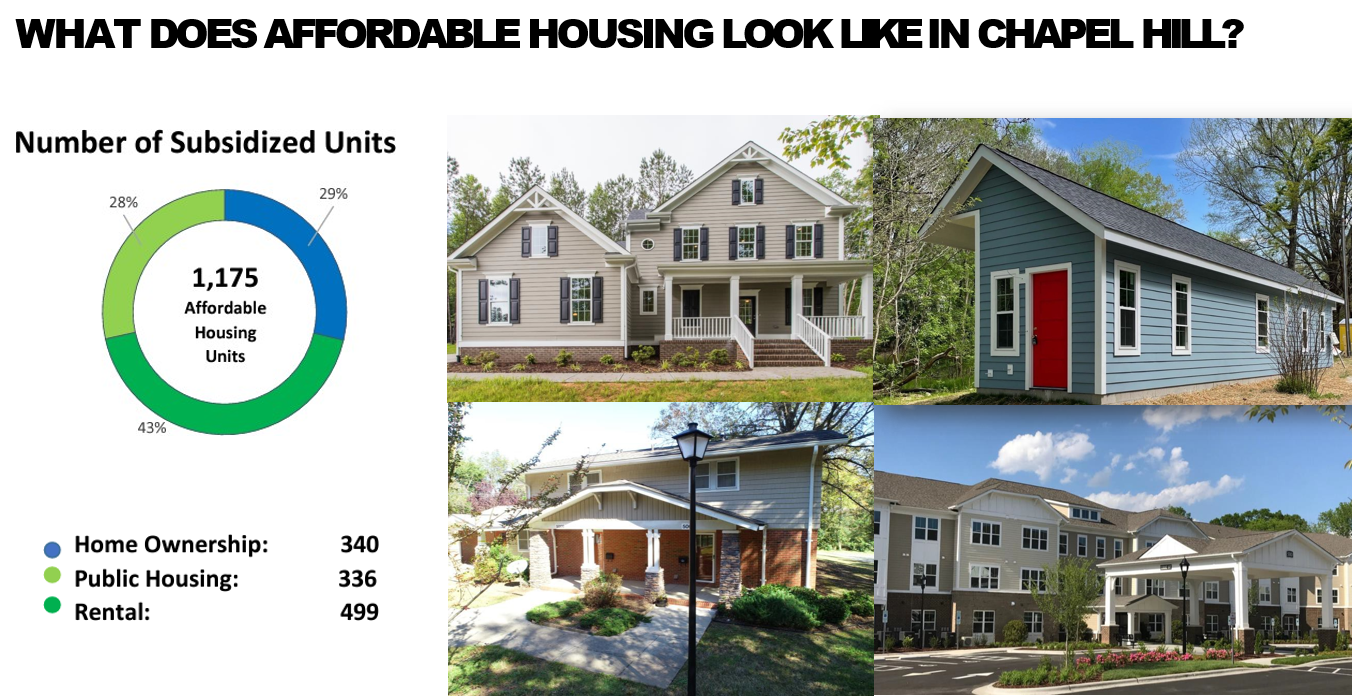 WHAT DOES AFFORDABLE HOUSING LOOK LIKE IN CHAPEL HILL?
Number of Subsidized Units
28%
29%
1,175
Affordable
Housing
Units
43%
Home Ownership: 340
Public Housing: 336
Rental: 499